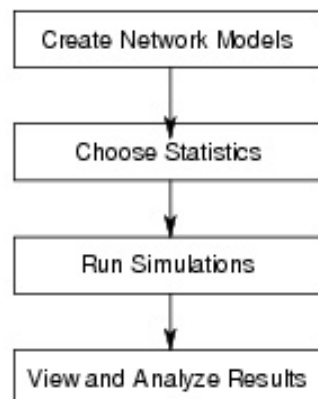 Create Network Models
Choose Statistics
Run Simulations
View and Analyze Results